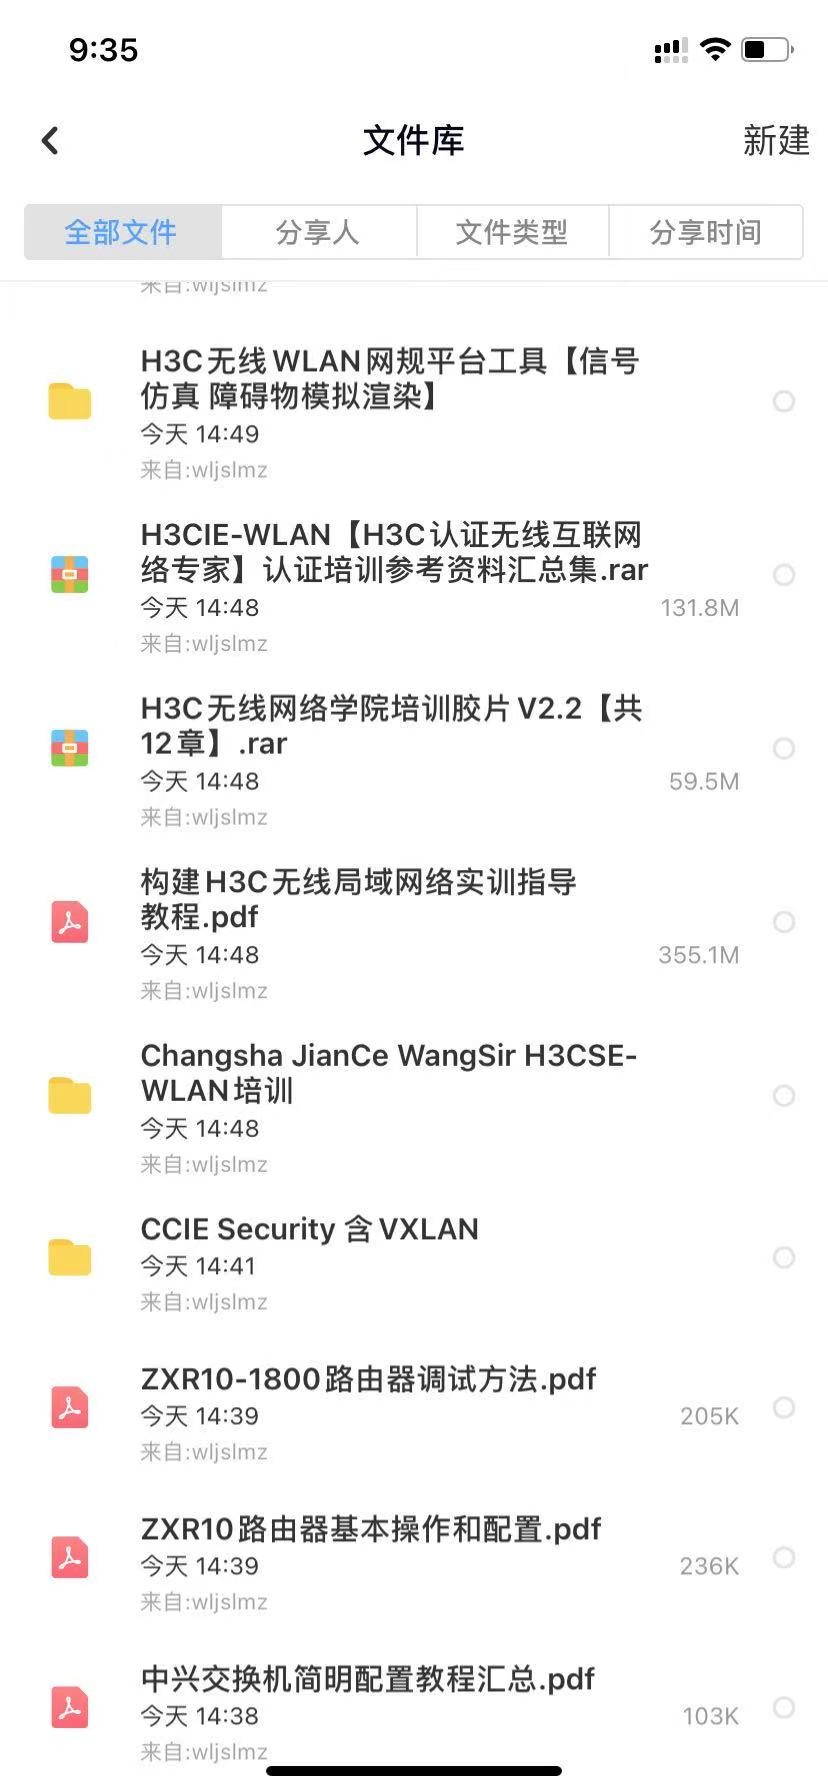 9:35
文件库
新建
全部文件
分享人
文件类型
分享时间
来自:wljslmz
H3C无线WLAN网规平台工具【信号
仿真 障碍物模拟渲染】
今天 14:49
来自:wljslmz
H3CIE-WLAN【H3C认证无线互联网
络专家】认证培训参考资料汇总集.rar
今天 14:48
131.8M
来自:wljslmz
H3C无线网络学院培训胶片V2.2【共
12章】.rar
今天 14:48
59.5M
来自:wljslmz
构建H3C无线局域网络实训指导
教程.pdf
今天 14:48
355.1M
来自:wljslmz
Changsha JianCe WangSir H3CSE-
WLAN培训
今天 14:48
来自:wljslmz
CCIE Security 含VXLAN
今天 14:41
来自:wljslmz
ZXR10-1800路由器调试方法.pdf
今天 14:39
205K
来自:wljslmz
ZXR10路由器基本操作和配置.pdf
今天 14:39
236K
来自:wljslmz
中兴交换机简明配置教程汇总.pdf
今天 14:38
103K
来自:wljslmz